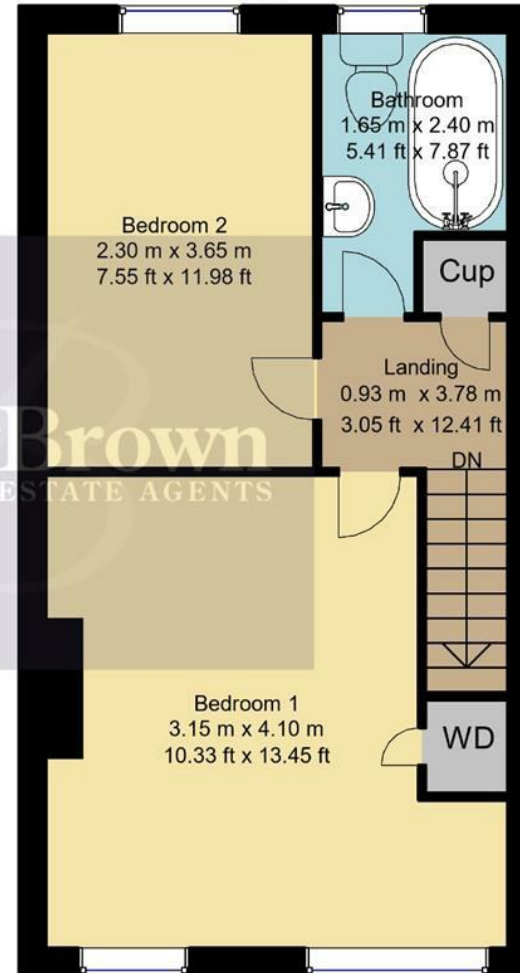 Bathroom
1.65 m x 2.40 m
5.41 ft x 7.87 ft
Bedroom 2
2.30 m x 3.65 m
7.55 ft x 11.98 ft
Cup
Landing
0.93 m x 3.78 m
3.05 ft x 12.41 ft
DN
Brown
ESTATE AGENTS
Bedroom 1
3.15 m x 4.10 m
10.33 ft x 13.45 ft
WD